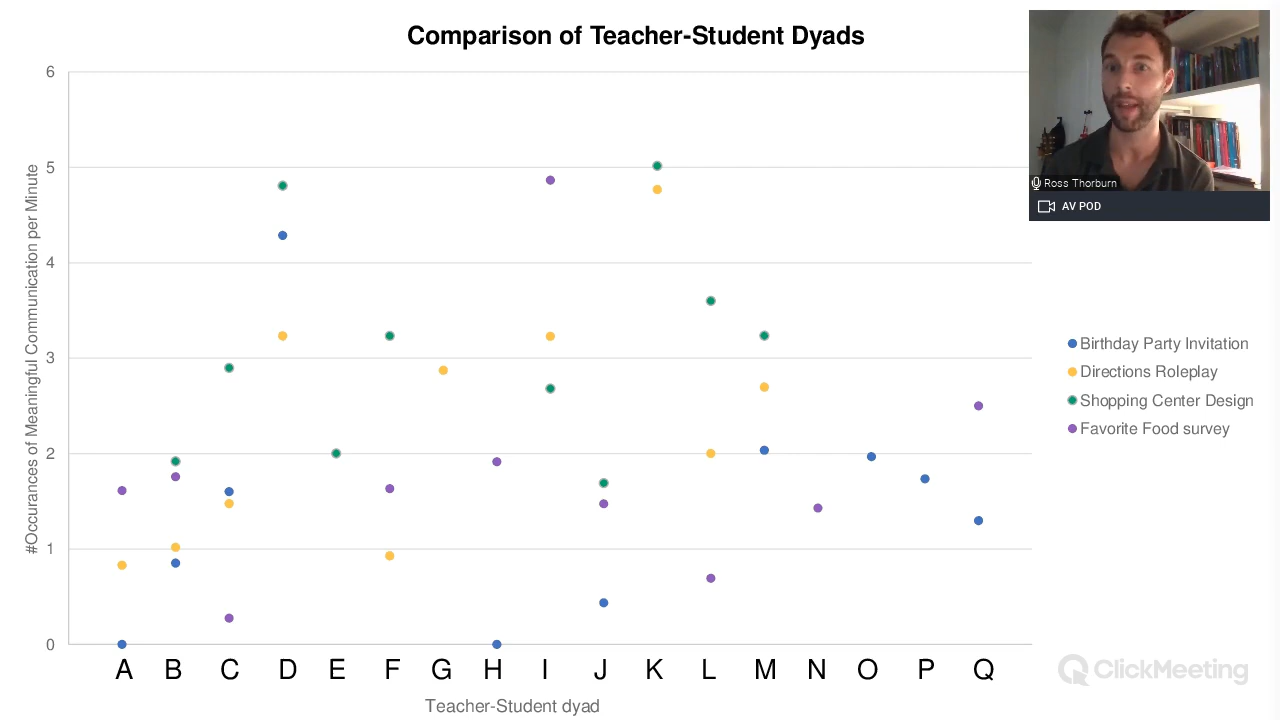 Comparison of Teacher-Student Dyads
6
5
4
3
2
1
0
#Occurances of Meaningful Communication per Minute
A B C D E F G H I J K L M N O P Q
Teacher-Student dyad
Ross Thorburn
AV POD
Birthday Party Invitation
Directions Roleplay
Shopping Center Design
Favorite Food survey
ClickMeeting